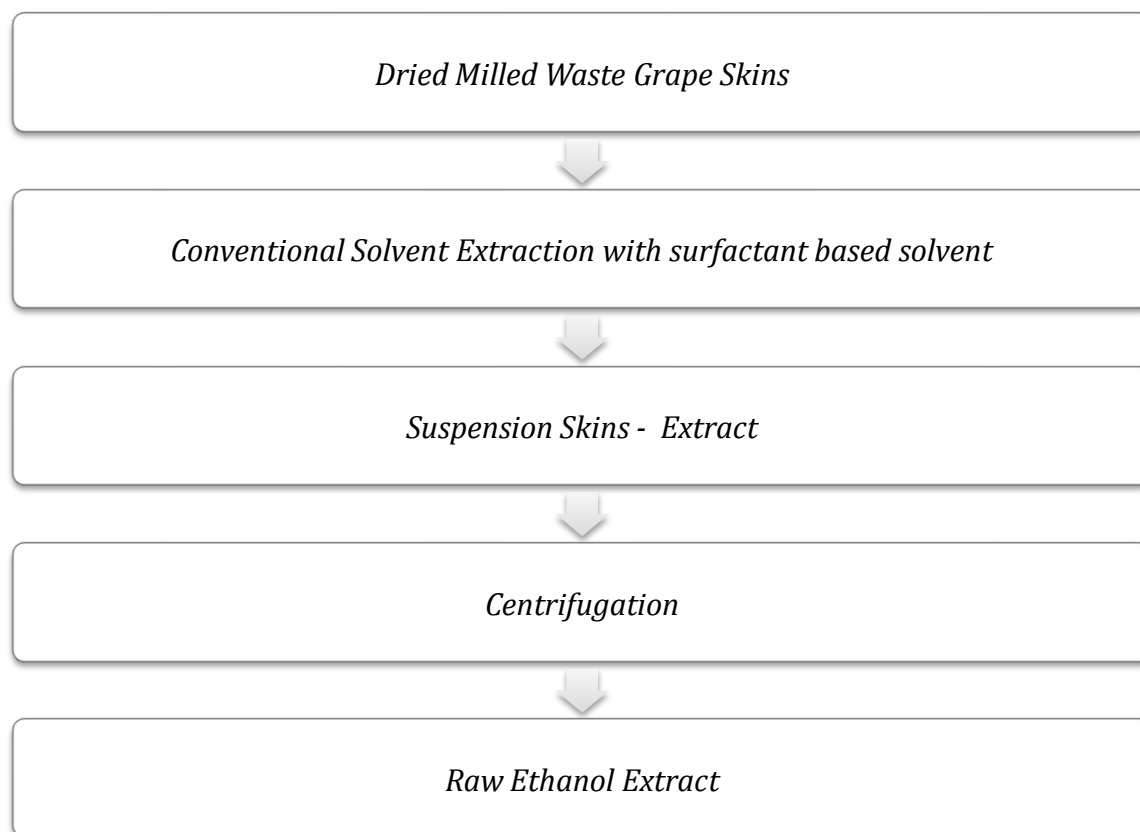 Dried Milled Waste Grape Skins
Conventional Solvent Extraction with surfactant based solvent
Suspension Skins - Extract
Centrifugation
Raw Ethanol Extract